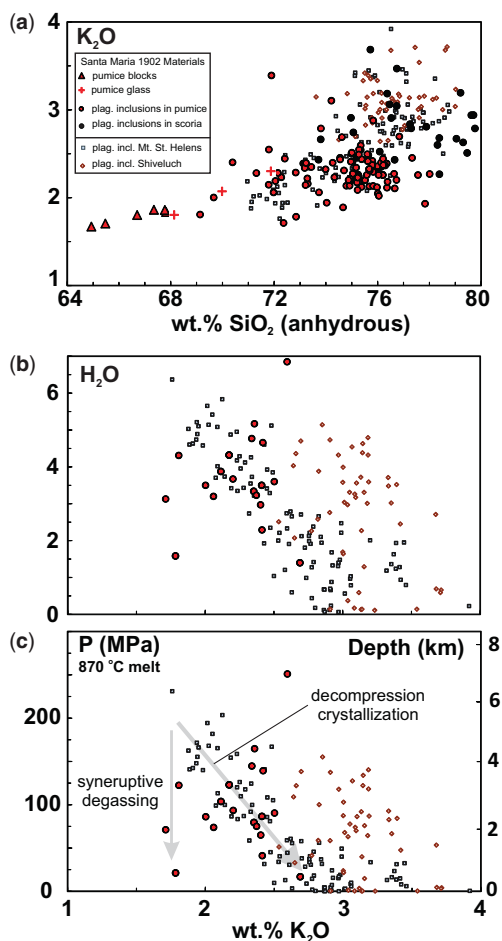 (a)
K₂O
4
3
2
1
Santa Maria 1902 Materials
pumice blocks
pumice glass
plag. inclusions in pumice
plag. inclusions in scoria
plag. incl. Mt. St. Helens
plag. incl. Shiveluch
64 68 72 76 80
wt.% SiO₂ (anhydrous)
(b)
H₂O
6
4
2
0
(c)
P (MPa)
870 °C melt
Depth (km)
8
6
4
2
0
200
100
0
decompression
crystallization
syneruptive
degassing
1 2 3 4
wt.% K₂O